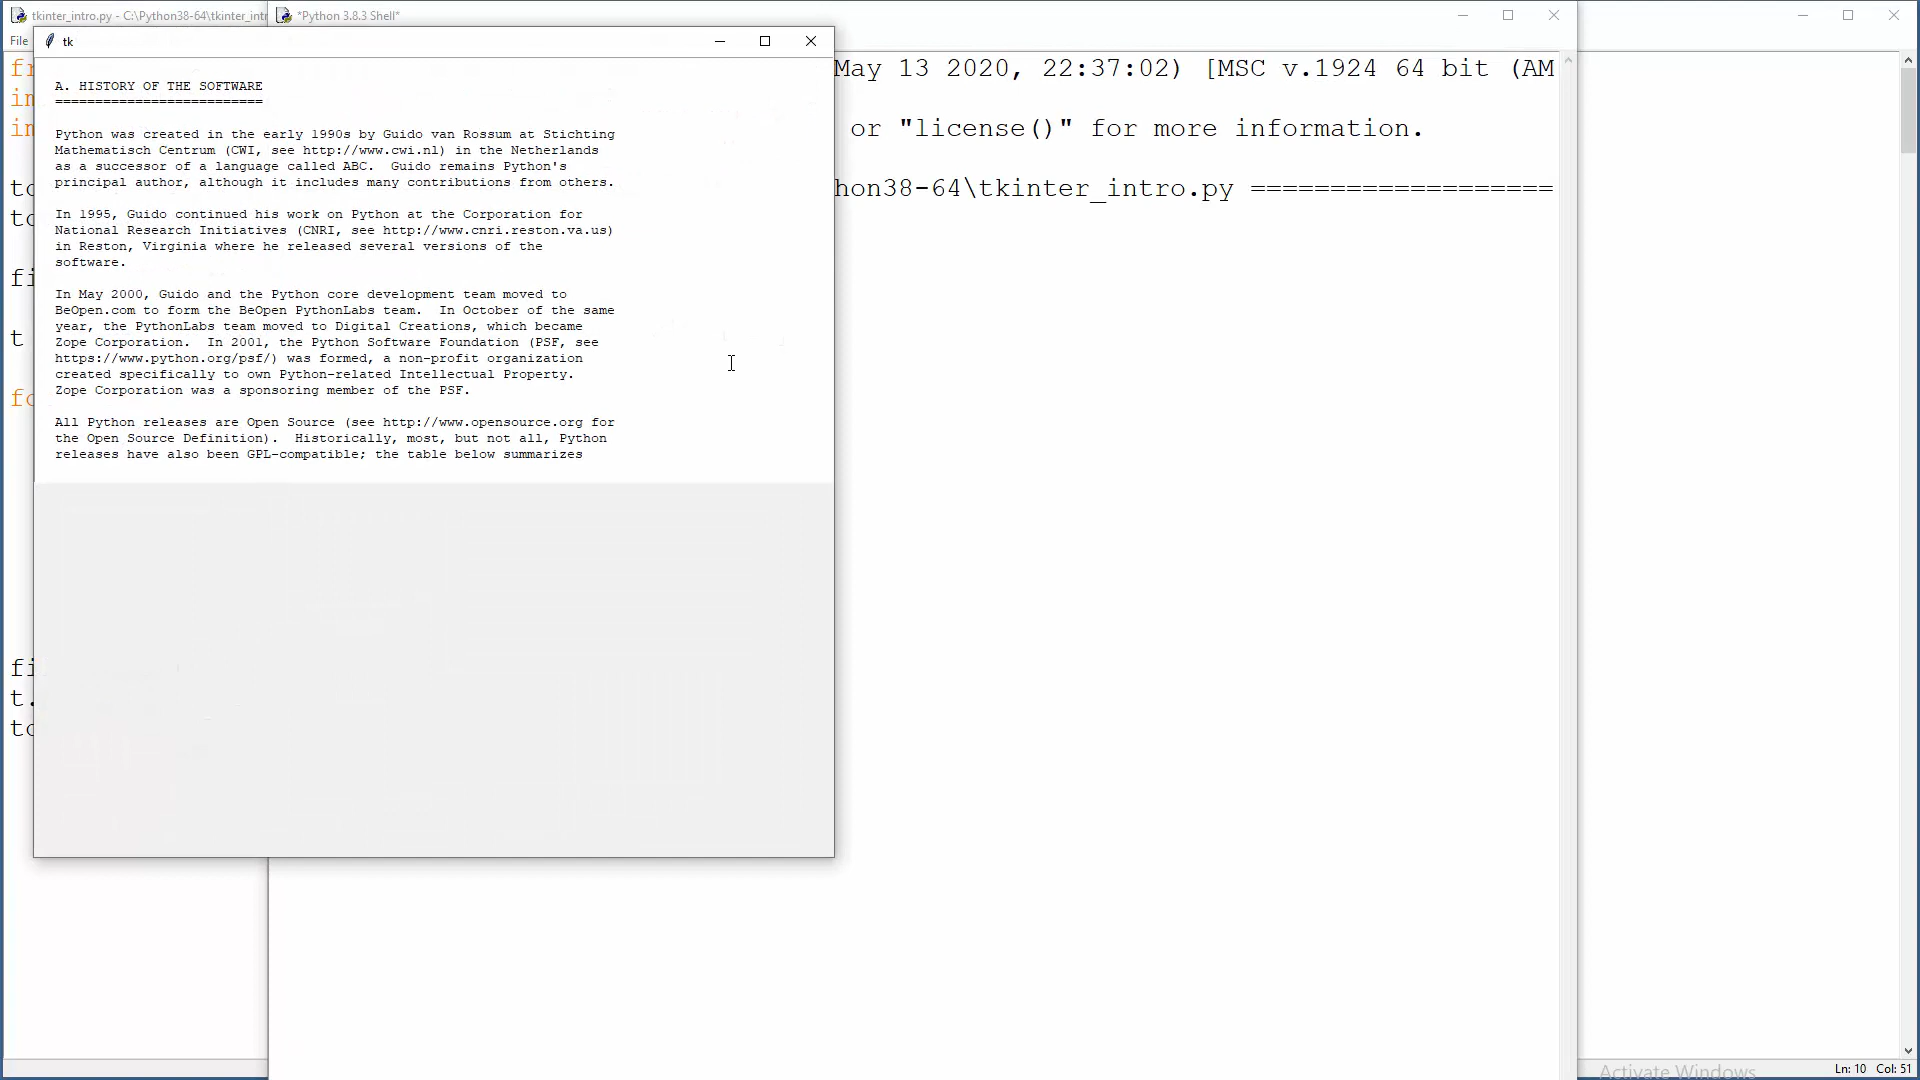 tkinter_intro.py - C:\Python38-64\tkinter_intr
*Python 3.8.3 Shell*
File
tk
A. HISTORY OF THE SOFTWARE
==========================
Python was created in the early 1990s by Guido van Rossum at Stichting
Mathematisch Centrum (CWI, see http://www.cwi.nl) in the Netherlands
as a successor of a language called ABC.  Guido remains Python's
principal author, although it includes many contributions from others.
In 1995, Guido continued his work on Python at the Corporation for
National Research Initiatives (CNRI, see http://www.cnri.reston.va.us)
in Reston, Virginia where he released several versions of the
software.
In May 2000, Guido and the Python core development team moved to
BeOpen.com to form the BeOpen PythonLabs team.  In October of the same
year, the PythonLabs team moved to Digital Creations, which became
Zope Corporation.  In 2001, the Python Software Foundation (PSF, see
https://www.python.org/psf/) was formed, a non-profit organization
created specifically to own Python-related Intellectual Property.
Zope Corporation was a sponsoring member of the PSF.
All Python releases are Open Source (see http://www.opensource.org for
the Open Source Definition).  Historically, most, but not all, Python
releases have also been GPL-compatible; the table below summarizes
May 13 2020, 22:37:02) [MSC v.1924 64 bit (AM
or "license()" for more information.
hon38-64\tkinter_intro.py ===================
t
fi
t.
Activate Windows
Ln: 10 Col: 51